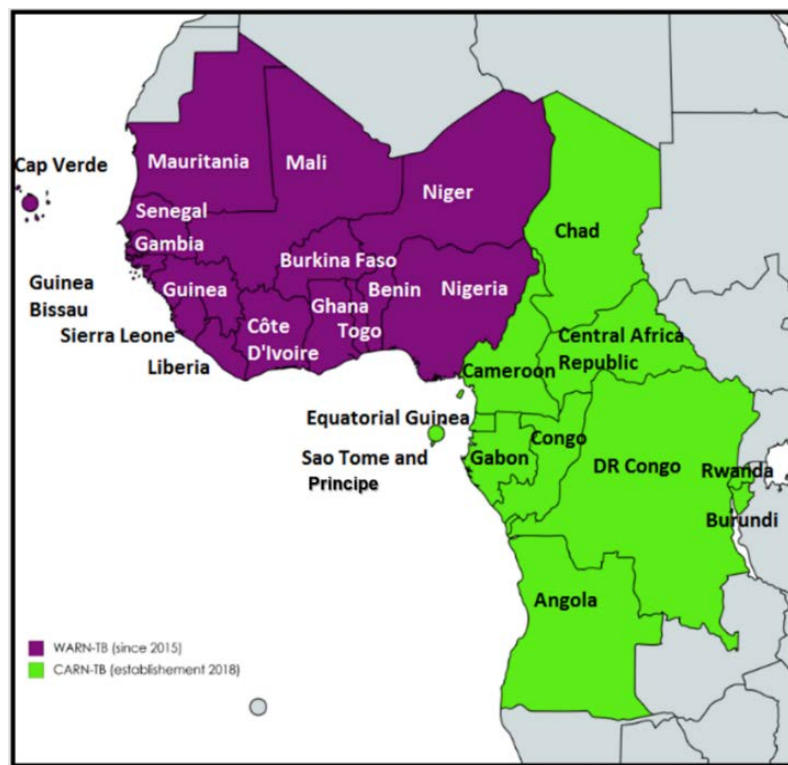 Cap Verde
Mauritania
Mali
Niger
Senegal
Gambia
Chad
Burkina Faso
Guinea
Bissau
Guinea
Ghana
Benin
Nigeria
Togo
Côte
D'Ivoire
Sierra Leone
Liberia
Central Africa
Republic
Cameroon
Equatorial Guinea
Sao Tome and
Principe
Gabon
Congo
DR Congo
Rwanda
Burundi
Angola
WARN-TB (since 2015)
CARN-TB (establishement 2018)